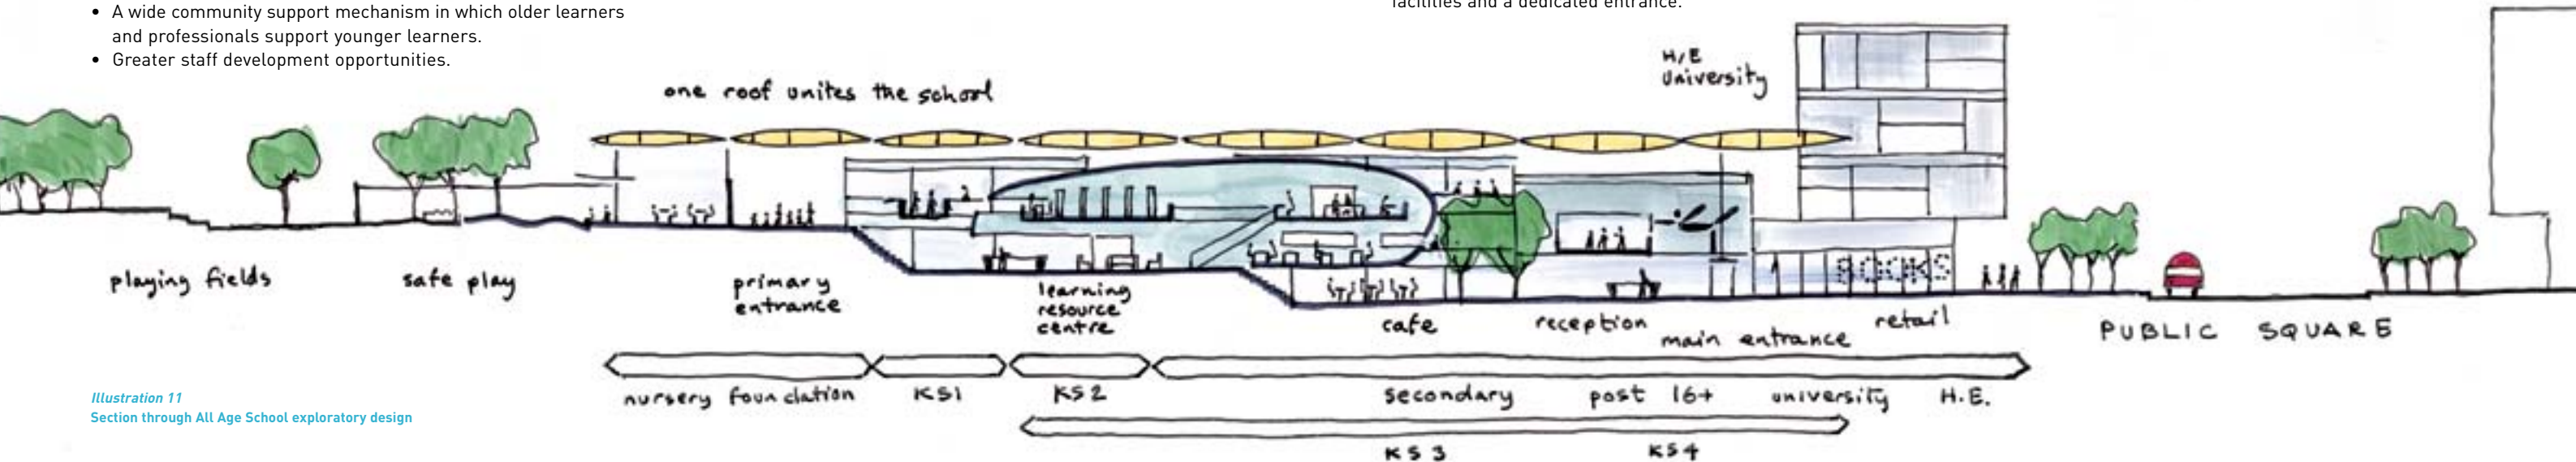 • A wide community support mechanism in which older learners
and professionals support younger learners.
• Greater staff development opportunities.
facilities and a dedicated entrance.
one roof unites the school
H/E
University
BOOKS
playing fields
safe play
primary
entrance
learning
resource
centre
cafe
reception
main entrance
retail
PUBLIC SQUARE
nursery foundation
KS1
KS2
secondary
post 16+
university
H.E.
KS3
KS4
Illustration 11
Section through All Age School exploratory design